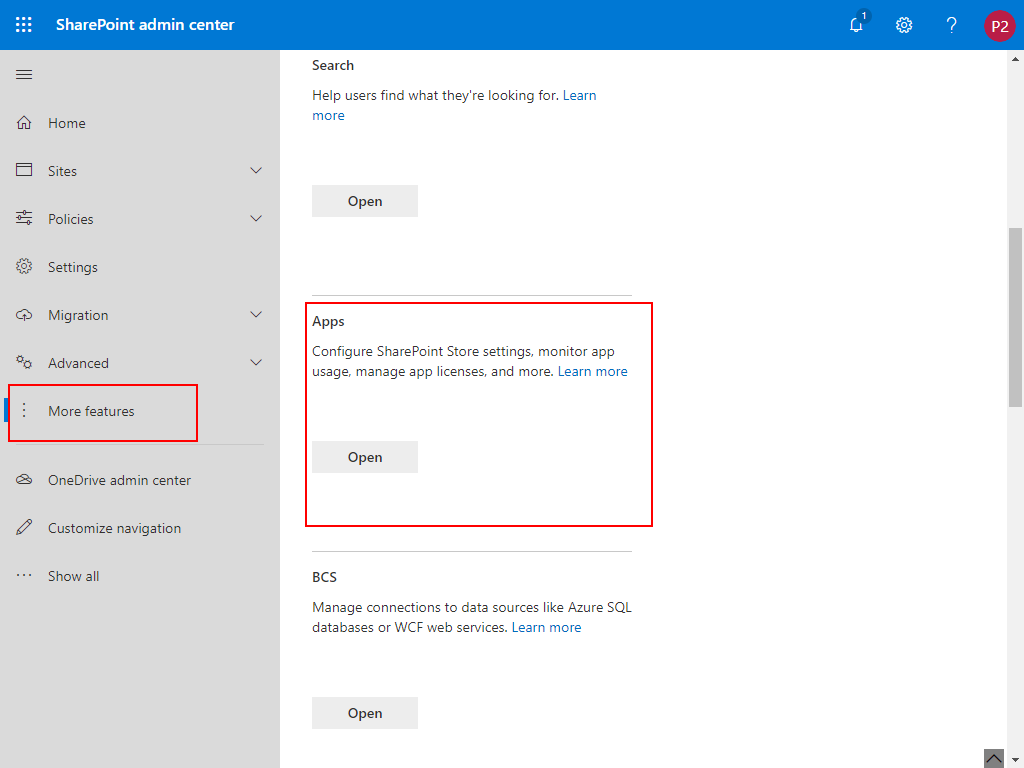 SharePoint admin center
1
P2
Home
Sites
Policies
Settings
Migration
Advanced
More features
OneDrive admin center
Customize navigation
Show all
Search
Help users find what they're looking for. Learn
more
Open
Apps
Configure SharePoint Store settings, monitor app
usage, manage app licenses, and more. Learn more
Open
BCS
Manage connections to data sources like Azure SQL
databases or WCF web services. Learn more
Open